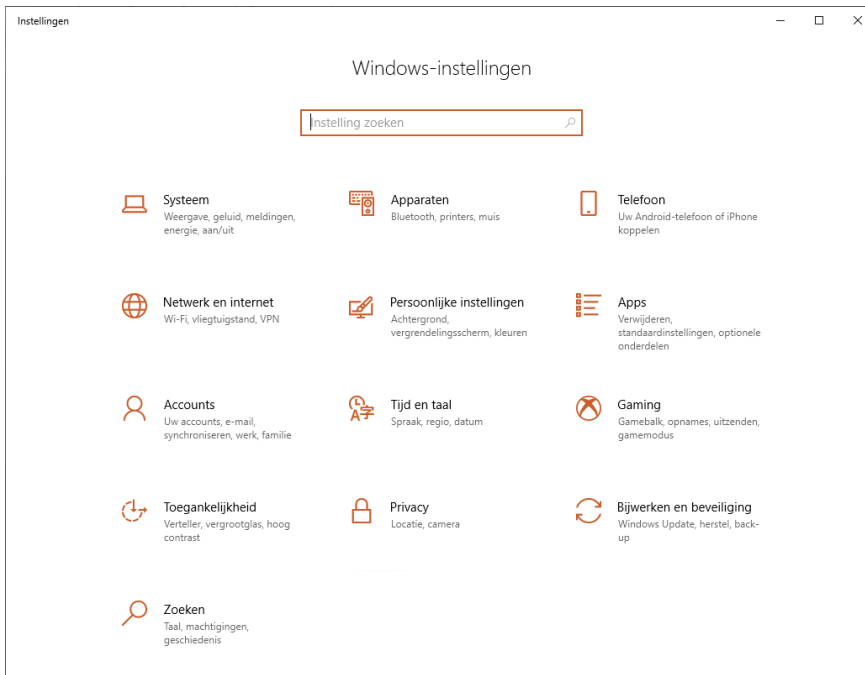 Instellingen
Windows-instellingen
Instelling zoeken
Systeem
Weergave, geluid, meldingen,
energie, aan/uit
Apparaten
Bluetooth, printers, muis
Telefoon
Uw Android-telefoon of iPhone
koppelen
Netwerk en internet
Wi-Fi, vliegtuigstand, VPN
Persoonlijke instellingen
Achtergrond,
vergrendelingsscherm, kleuren
Apps
Verwijderen,
standaardinstellingen, optionele
onderdelen
Accounts
Uw accounts, e-mail,
synchroniseren, werk, familie
Tijd en taal
Spraak, regio, datum
Gaming
Gamebalk, opnames, uitzenden,
gamemodus
Toegankelijkheid
Verteller, vergrootglas, hoog
contrast
Privacy
Locatie, camera
Bijwerken en beveiliging
Windows Update, herstel, back-
up
Zoeken
Taal, machtigingen,
geschiedenis